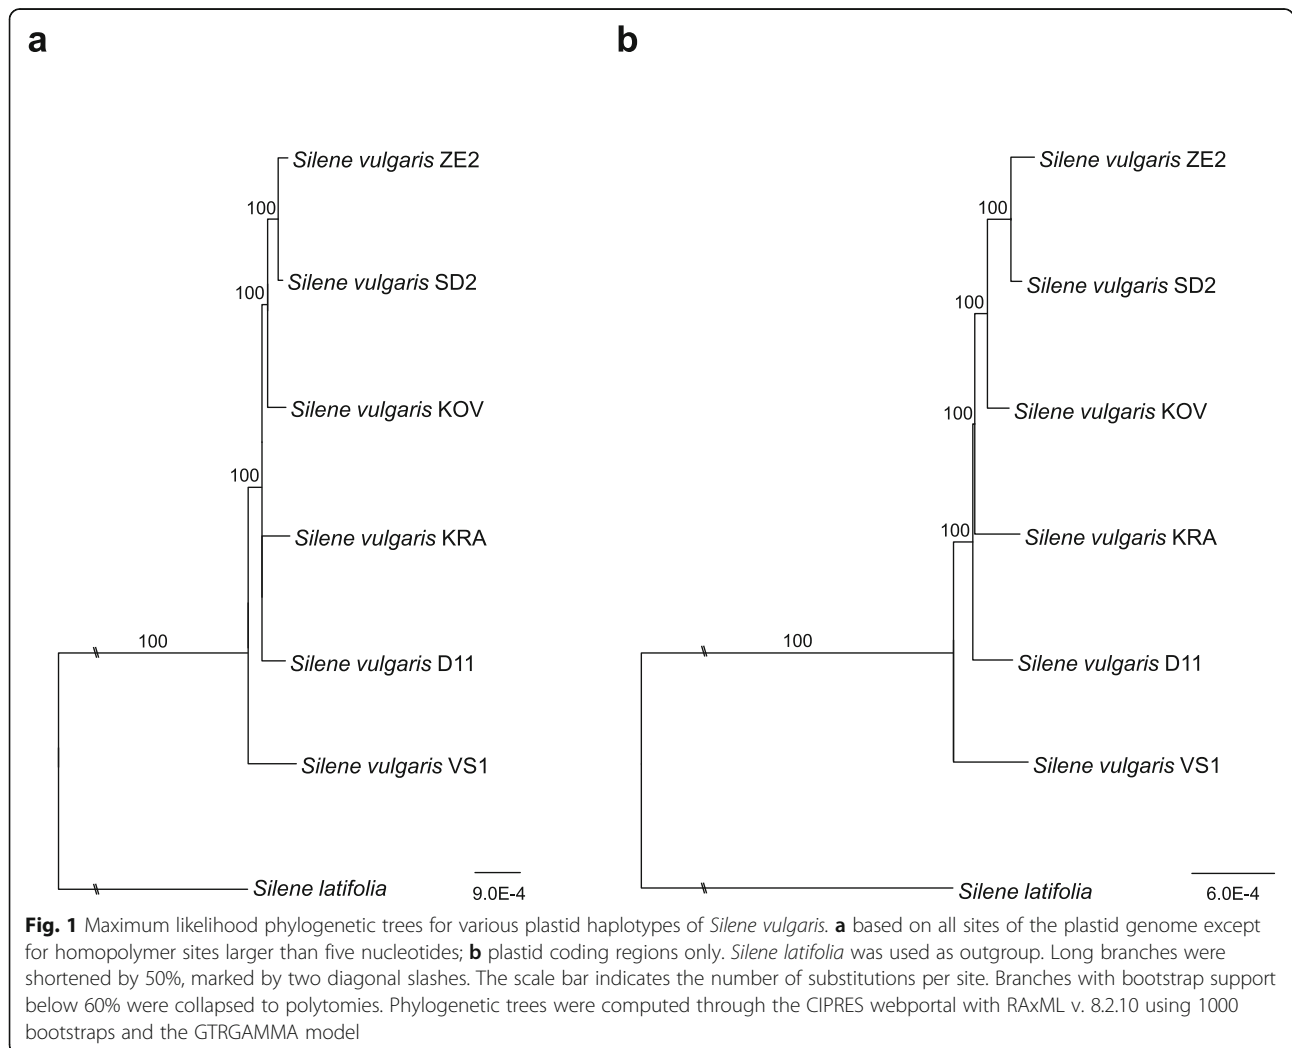 a
b
Silene vulgaris ZE2
100
Silene vulgaris SD2
100
Silene vulgaris KOV
100
Silene vulgaris KRA
100
Silene vulgaris D11
Silene vulgaris VS1
Silene latifolia
9.0E-4
Silene vulgaris ZE2
100
Silene vulgaris SD2
100
Silene vulgaris KOV
100
Silene vulgaris KRA
100
Silene vulgaris D11
100
Silene vulgaris VS1
Silene latifolia
6.0E-4
Fig. 1 Maximum likelihood phylogenetic trees for various plastid haplotypes of Silene vulgaris. a based on all sites of the plastid genome except
for homopolymer sites larger than five nucleotides; b plastid coding regions only. Silene latifolia was used as outgroup. Long branches were
shortened by 50%, marked by two diagonal slashes. The scale bar indicates the number of substitutions per site. Branches with bootstrap support
below 60% were collapsed to polytomies. Phylogenetic trees were computed through the CIPRES webportal with RAxML v. 8.2.10 using 1000
bootstraps and the GTRGAMMA model